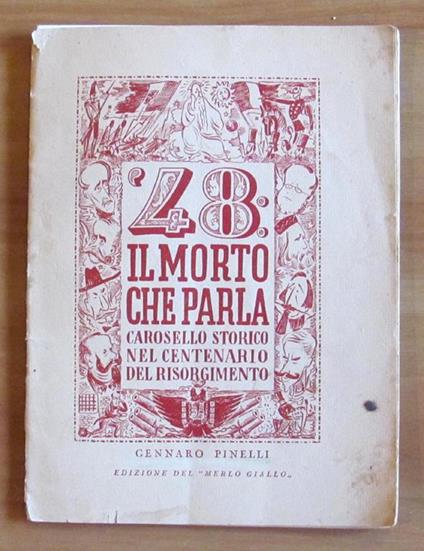 '48:
IL MORTO
CHE PARLA
CAROSELLO STORICO
NEL CENTENARIO
DEL RISORGIMENTO
GENNARO PINELLI
EDIZIONE DEL "MERLO GIALLO„